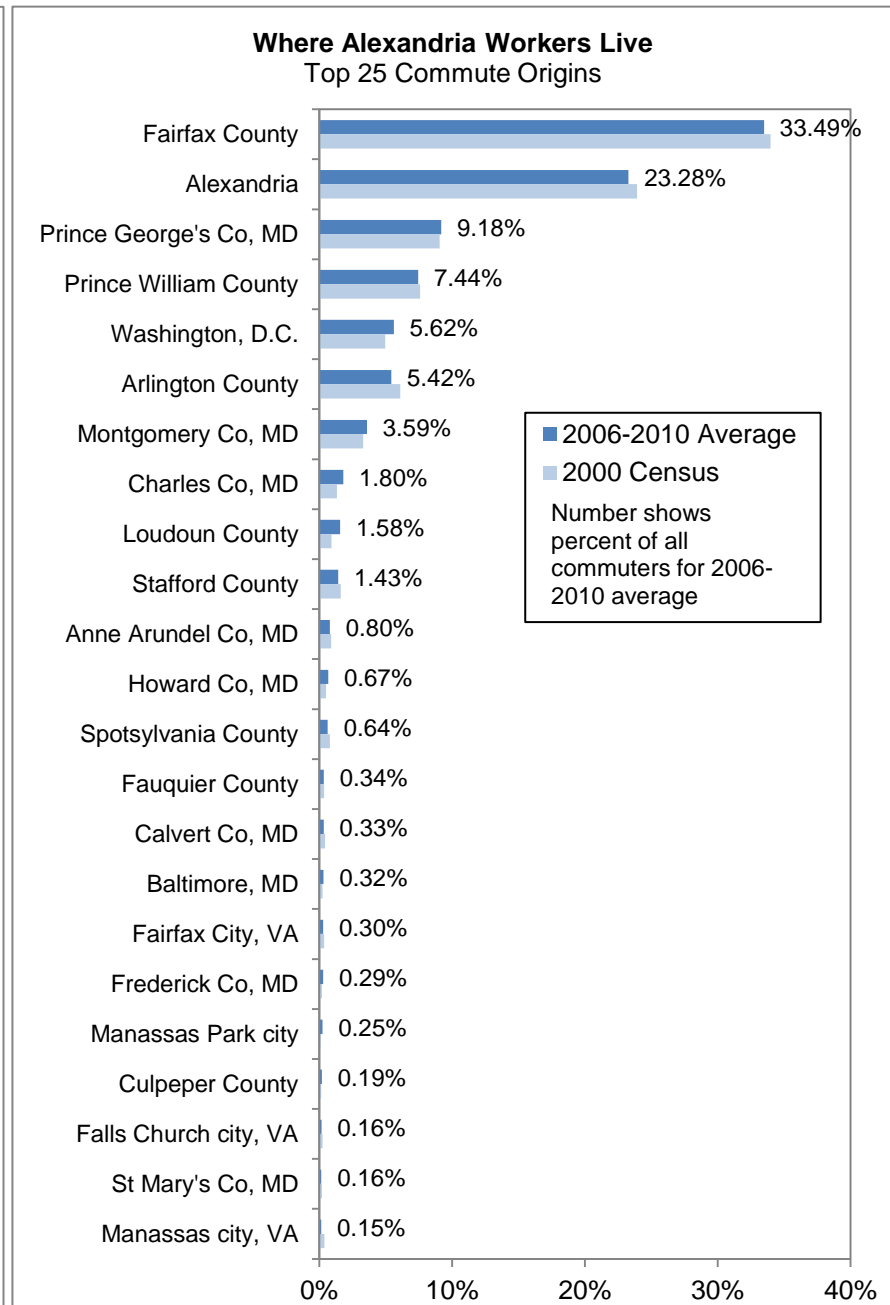 Where Alexandria Workers Live
Top 25 Commute Origins
Fairfax County 33.49%
Alexandria 23.28%
Prince George's Co, MD 9.18%
Prince William County 7.44%
Washington, D.C. 5.62%
Arlington County 5.42%
Montgomery Co, MD 3.59%
Charles Co, MD 1.80%
Loudoun County 1.58%
Stafford County 1.43%
Anne Arundel Co, MD 0.80%
Howard Co, MD 0.67%
Spotsylvania County 0.64%
Fauquier County 0.34%
Calvert Co, MD 0.33%
Baltimore, MD 0.32%
Fairfax City, VA 0.30%
Frederick Co, MD 0.29%
Manassas Park city 0.25%
Culpeper County 0.19%
Falls Church city, VA 0.16%
St Mary's Co, MD 0.16%
Manassas city, VA 0.15%
0% 10% 20% 30% 40%
2006-2010 Average
2000 Census
Number shows
percent of all
commuters for 2006-
2010 average